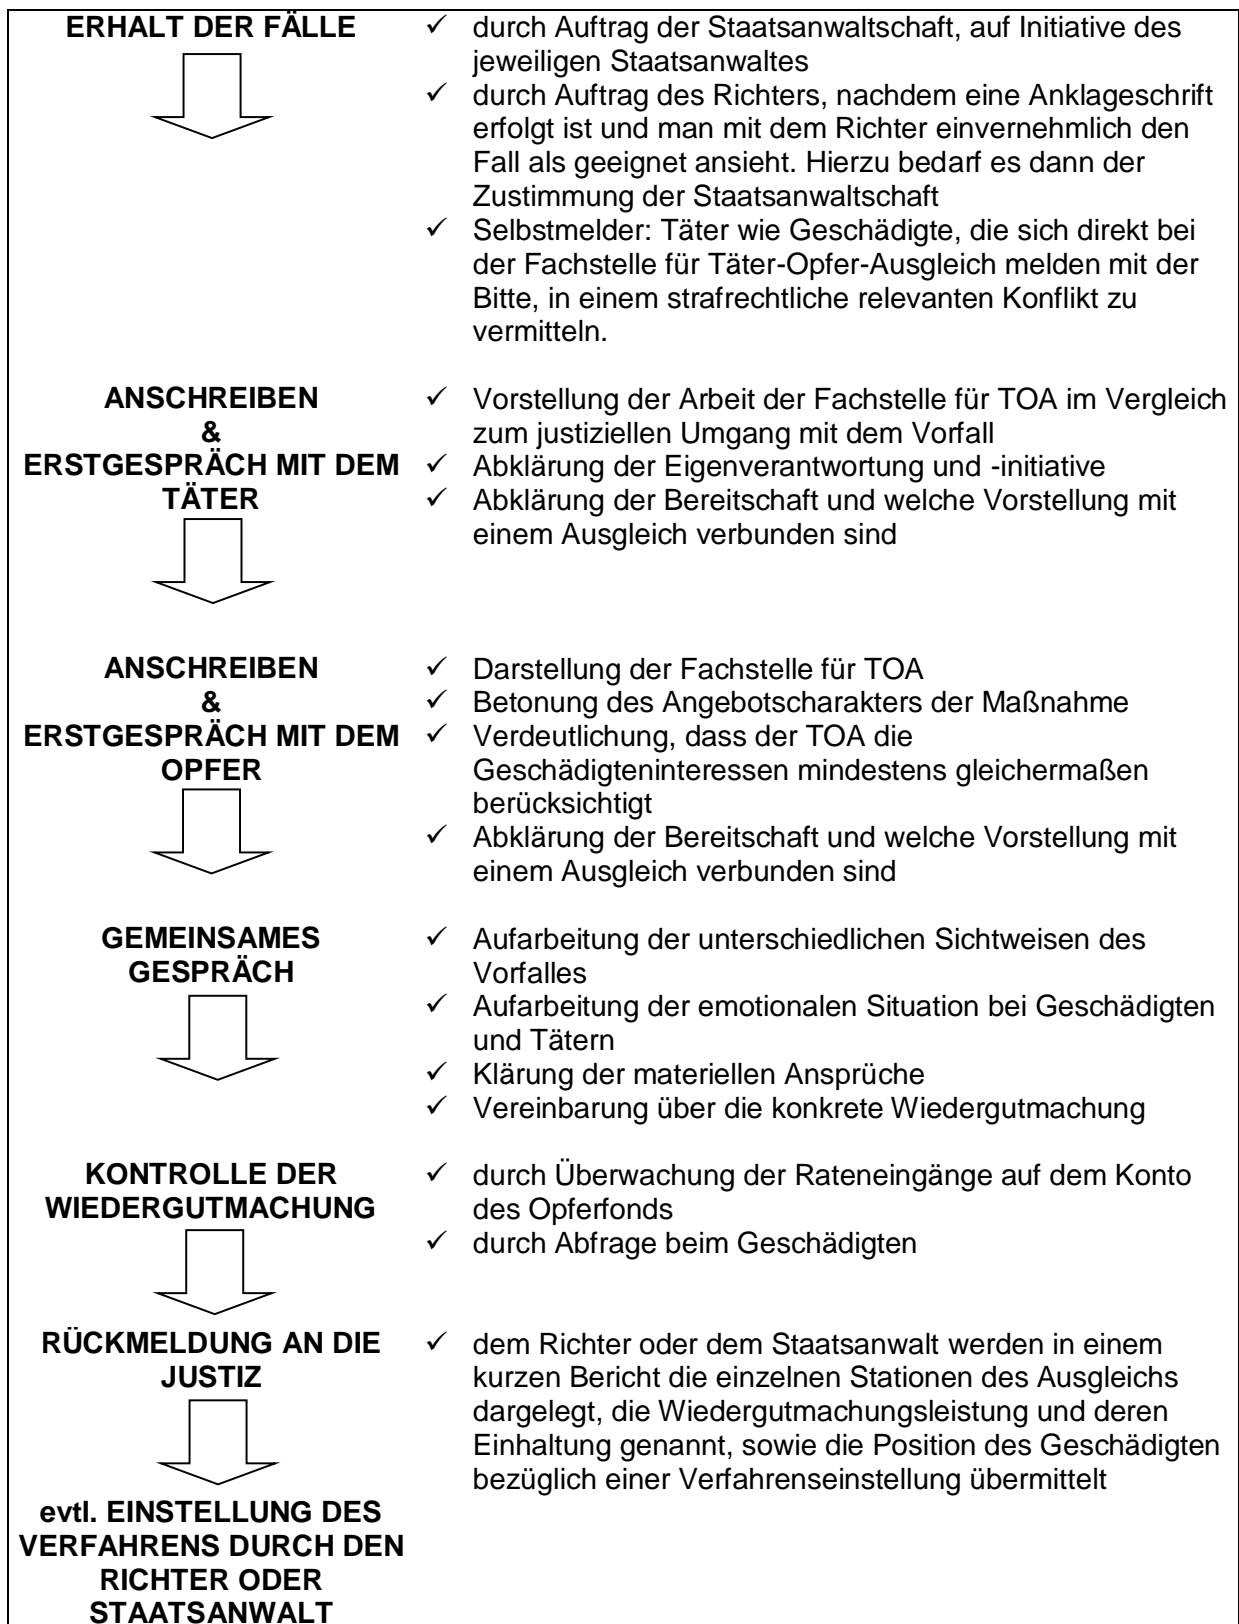 ERHALT DER FÄLLE
✓ durch Auftrag der Staatsanwaltschaft, auf Initiative des
jeweiligen Staatsanwaltes
✓ durch Auftrag des Richters, nachdem eine Anklageschrift
erfolgt ist und man mit dem Richter einvernehmlich den
Fall als geeignet ansieht. Hierzu bedarf es dann der
Zustimmung der Staatsanwaltschaft
✓ Selbstmelder: Täter wie Geschädigte, die sich direkt bei
der Fachstelle für Täter-Opfer-Ausgleich melden mit der
Bitte, in einem strafrechtliche relevanten Konflikt zu
vermitteln.
ANSCHREIBEN
&
ERSTGESPRÄCH MIT DEM
TÄTER
✓ Vorstellung der Arbeit der Fachstelle für TOA im Vergleich
zum justiziellen Umgang mit dem Vorfall
✓ Abklärung der Eigenverantwortung und -initiative
✓ Abklärung der Bereitschaft und welche Vorstellung mit
einem Ausgleich verbunden sind
ANSCHREIBEN
&
ERSTGESPRÄCH MIT DEM
OPFER
✓ Darstellung der Fachstelle für TOA
✓ Betonung des Angebotscharakters der Maßnahme
✓ Verdeutlichung, dass der TOA die
Geschädigteninteressen mindestens gleichermaßen
berücksichtigt
✓ Abklärung der Bereitschaft und welche Vorstellung mit
einem Ausgleich verbunden sind
GEMEINSAMES
GESPRÄCH
✓ Aufarbeitung der unterschiedlichen Sichtweisen des
Vorfalles
✓ Aufarbeitung der emotionalen Situation bei Geschädigten
und Tätern
✓ Klärung der materiellen Ansprüche
✓ Vereinbarung über die konkrete Wiedergutmachung
KONTROLLE DER
WIEDERGUTMACHUNG
✓ durch Überwachung der Rateneingänge auf dem Konto
des Opferfonds
✓ durch Abfrage beim Geschädigten
RÜCKMELDUNG AN DIE
JUSTIZ
✓ dem Richter oder dem Staatsanwalt werden in einem
kurzen Bericht die einzelnen Stationen des Ausgleichs
dargelegt, die Wiedergutmachungsleistung und deren
Einhaltung genannt, sowie die Position des Geschädigten
bezüglich einer Verfahrenseinstellung übermittelt
evtl. EINSTELLUNG DES
VERFAHRENS DURCH DEN
RICHTER ODER
STAATSANWALT